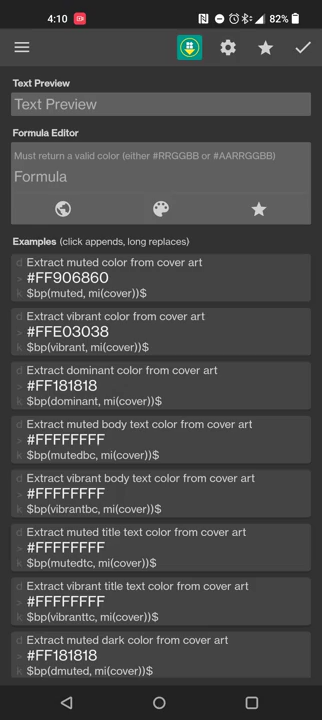 4:10
82%
Text Preview
Text Preview
Formula Editor
Must return a valid color (either #RRGGBB or #AARRGGBB)
Formula
Examples (click appends, long replaces)
d Extract muted color from cover art
> #FF906860
k $bp(muted, mi(cover))$
d Extract vibrant color from cover art
> #FFE03038
k $bp(vibrant, mi(cover))$
d Extract dominant color from cover art
> #FF181818
k $bp(dominant, mi(cover))$
d Extract muted body text color from cover art
> #FFFFFFFF
k $bp(mutedbc, mi(cover))$
d Extract vibrant body text color from cover art
> #FFFFFFFF
k $bp(vibrantbc, mi(cover))$
d Extract muted title text color from cover art
> #FFFFFFFF
k $bp(mutedtc, mi(cover))$
d Extract vibrant title text color from cover art
> #FFFFFFFF
k $bp(vibranttc, mi(cover))$
d Extract muted dark color from cover art
> #FF181818
k $bp(dmuted, mi(cover))$